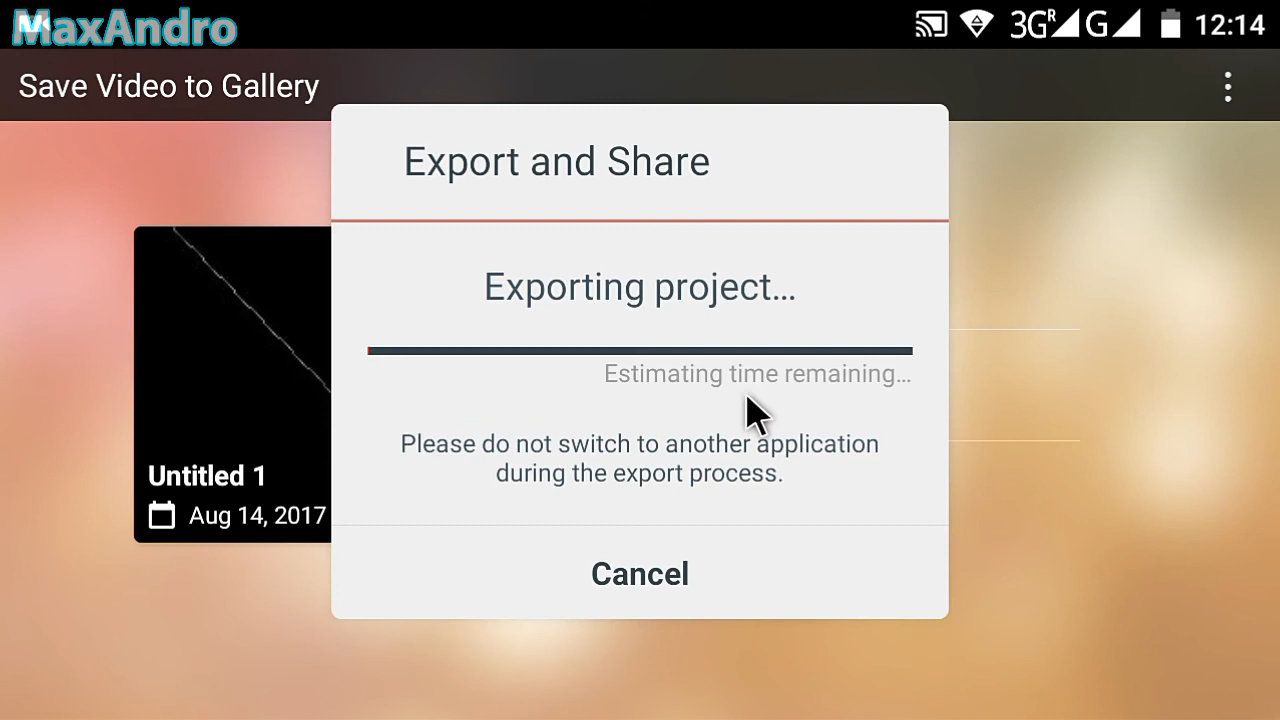 MaxAndro
3G R G 12:14
Save Video to Gallery
Export and Share
Exporting project...
Estimating time remaining...
Please do not switch to another application
during the export process.
Untitled 1
Aug 14, 2017
Cancel